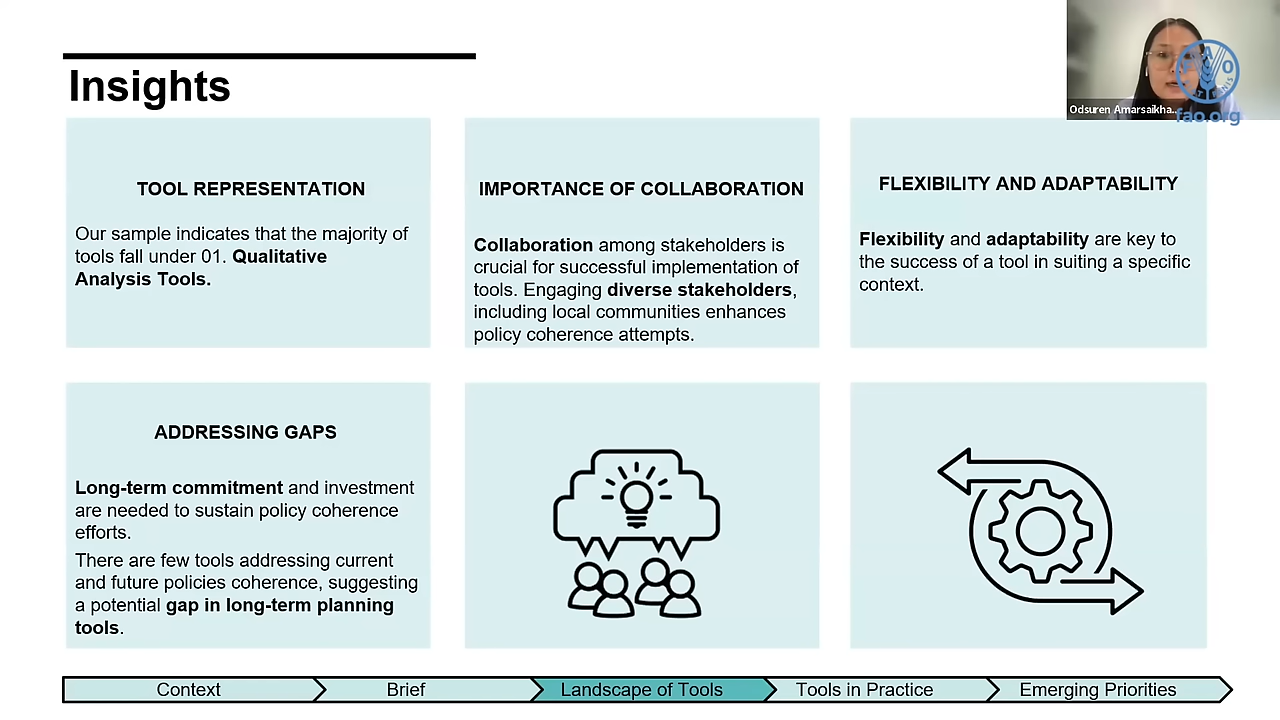 Insights
TOOL REPRESENTATION
Our sample indicates that the majority of
tools fall under 01. Qualitative
Analysis Tools.
IMPORTANCE OF COLLABORATION
Collaboration among stakeholders is
crucial for successful implementation of
tools. Engaging diverse stakeholders,
including local communities enhances
policy coherence attempts.
FLEXIBILITY AND ADAPTABILITY
Flexibility and adaptability are key to
the success of a tool in suiting a specific
context.
ADDRESSING GAPS
Long-term commitment and investment
are needed to sustain policy coherence
efforts.
There are few tools addressing current
and future policies coherence, suggesting
a potential gap in long-term planning
tools.
Context
Brief
Landscape of Tools
Tools in Practice
Emerging Priorities
Odsuren Amarsaikha...
fao.org